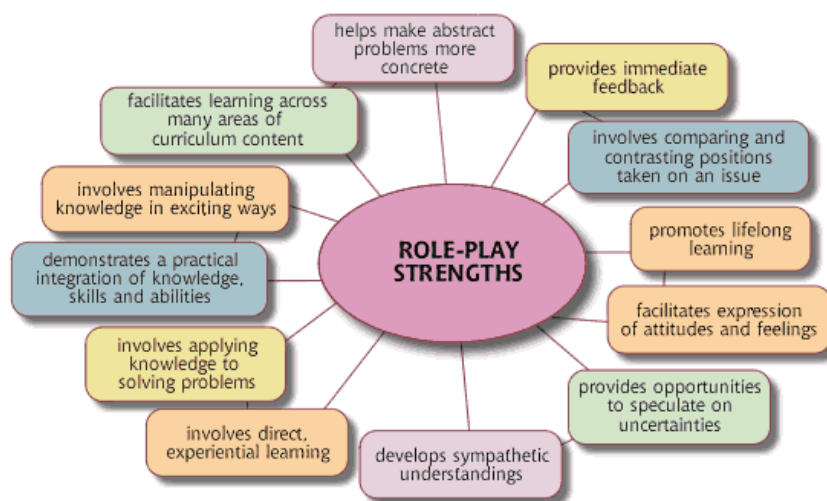 helps make abstract
problems more
concrete
provides immediate
feedback
facilitates learning across
many areas of
curriculum content
involves comparing and
contrasting positions
taken on an issue
involves manipulating
knowledge in exciting ways
ROLE-PLAY
STRENGTHS
promotes lifelong
learning
demonstrates a practical
integration of knowledge,
skills and abilities
facilitates expression
of attitudes and feelings
involves applying
knowledge to
solving problems
provides opportunities
to speculate on
uncertainties
involves direct,
experiential learning
develops sympathetic
understandings